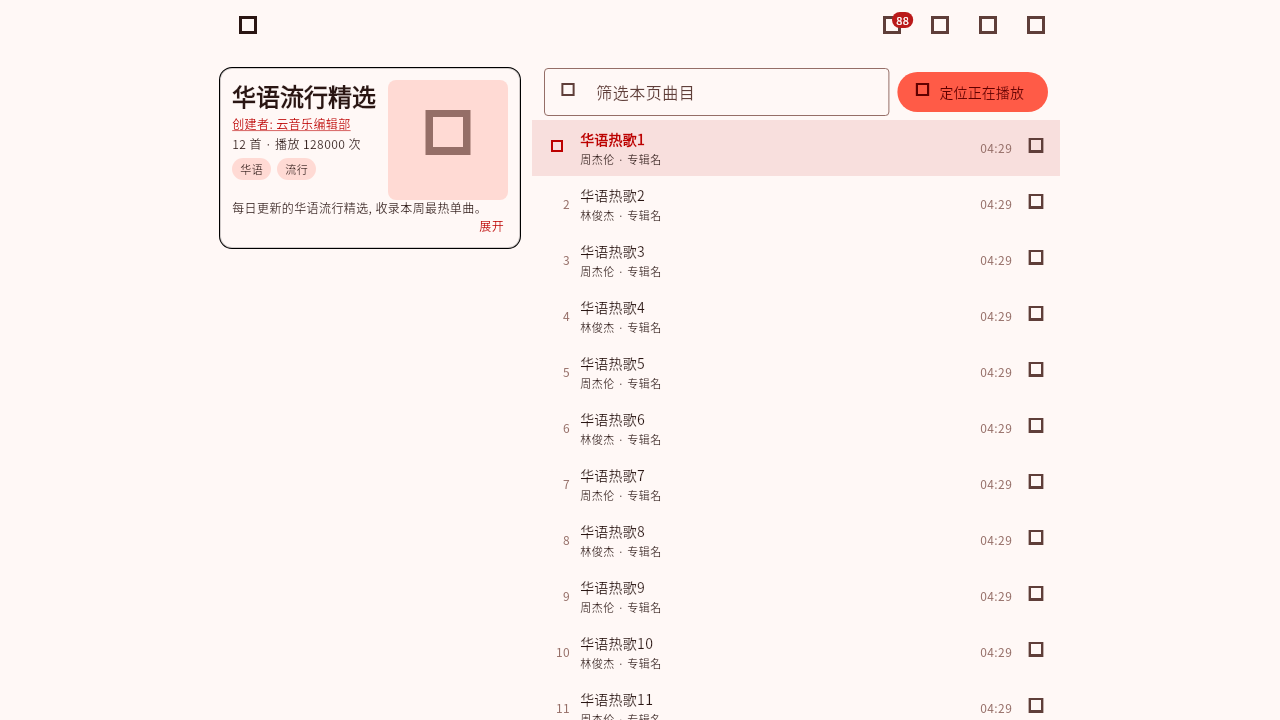 88
华语流行精选
创建者: 云音乐编辑部
12 首 · 播放 128000 次
华语 流行
每日更新的华语流行精选, 收录本周最热单曲。
展开
筛选本页曲目
定位正在播放
华语热歌1
周杰伦 · 专辑名
04:29
2
华语热歌2
林俊杰 · 专辑名
04:29
3
华语热歌3
周杰伦 · 专辑名
04:29
4
华语热歌4
林俊杰 · 专辑名
04:29
5
华语热歌5
周杰伦 · 专辑名
04:29
6
华语热歌6
林俊杰 · 专辑名
04:29
7
华语热歌7
周杰伦 · 专辑名
04:29
8
华语热歌8
林俊杰 · 专辑名
04:29
9
华语热歌9
周杰伦 · 专辑名
04:29
10
华语热歌10
林俊杰 · 专辑名
04:29
11
华语热歌11
周杰伦 · 专辑名
04:29